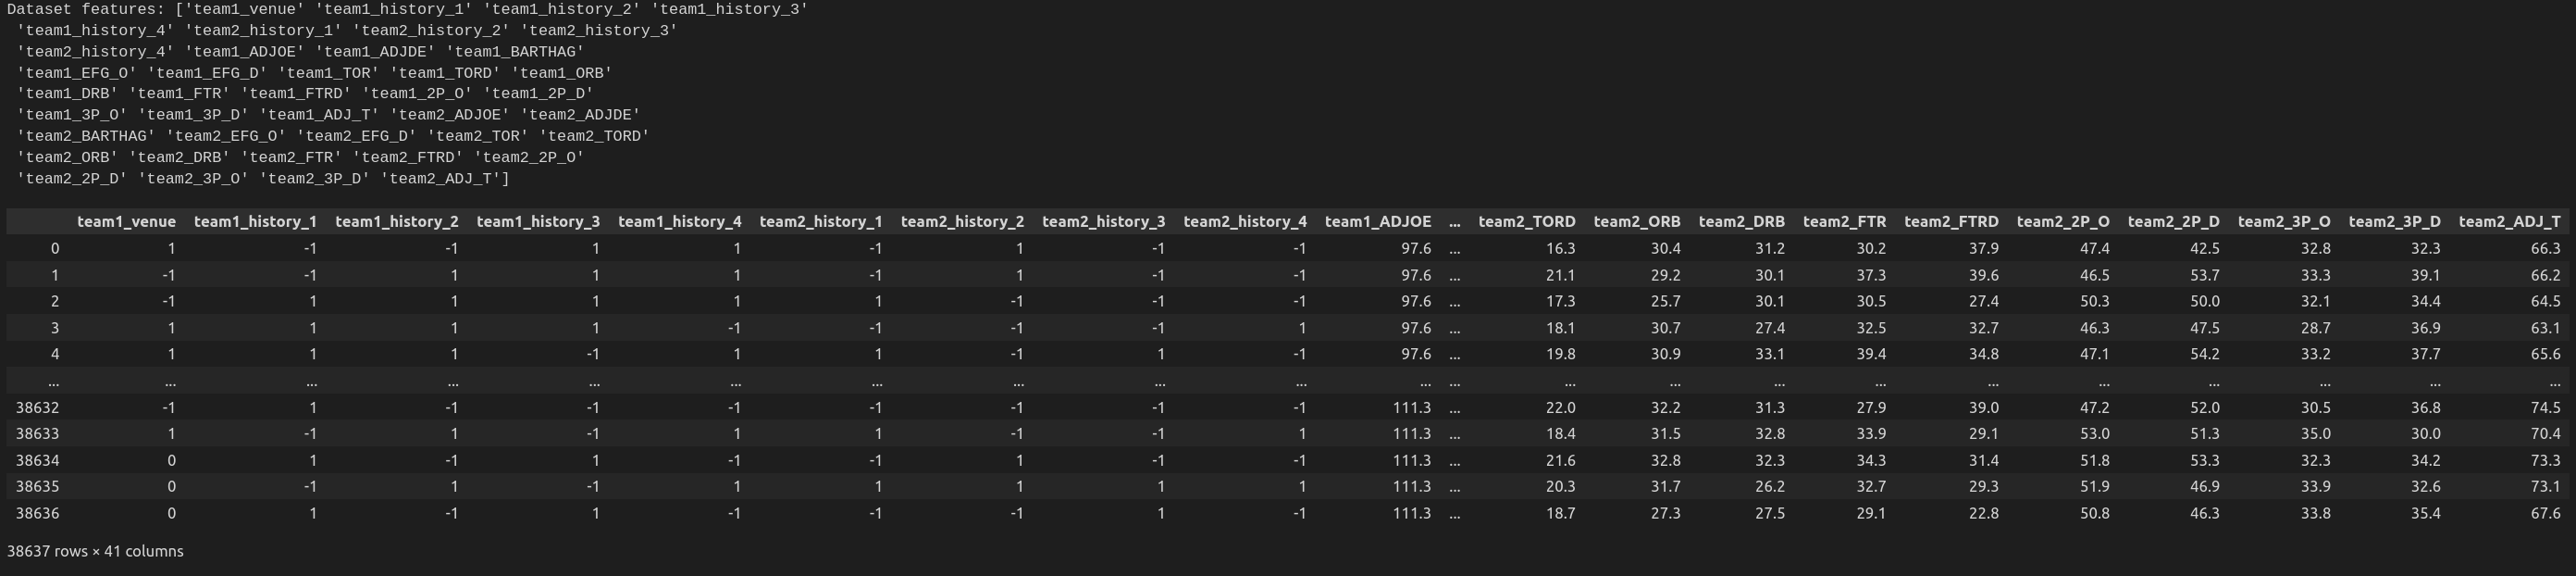 Dataset features: ['team1_venue' 'team1_history_1' 'team1_history_2' 'team1_history_3'
 'team1_history_4' 'team2_history_1' 'team2_history_2' 'team2_history_3'
 'team2_history_4' 'team1_ADJOE' 'team1_ADJDE' 'team1_BARTHAG'
 'team1_EFG_O' 'team1_EFG_D' 'team1_TOR' 'team1_TORD' 'team1_ORB'
 'team1_DRB' 'team1_FTR' 'team1_FTRD' 'team1_2P_O' 'team1_2P_D'
 'team1_3P_O' 'team1_3P_D' 'team1_ADJ_T' 'team2_ADJOE' 'team2_ADJDE'
 'team2_BARTHAG' 'team2_EFG_O' 'team2_EFG_D' 'team2_TOR' 'team2_TORD'
 'team2_ORB' 'team2_DRB' 'team2_FTR' 'team2_FTRD' 'team2_2P_O'
 'team2_2P_D' 'team2_3P_O' 'team2_3P_D' 'team2_ADJ_T']
team1_venue team1_history_1 team1_history_2 team1_history_3 team1_history_4 team2_history_1 team2_history_2 team2_history_3 team2_history_4 team1_ADJOE ... team2_TORD team2_ORB team2_DRB team2_FTR team2_FTRD team2_2P_O team2_2P_D team2_3P_O team2_3P_D team2_ADJ_T
0 1 -1 -1 1 1 -1 1 -1 -1 97.6 ... 16.3 30.4 31.2 30.2 37.9 47.4 42.5 32.8 32.3 66.3
1 -1 -1 1 1 1 -1 1 -1 -1 97.6 ... 21.1 29.2 30.1 37.3 39.6 46.5 53.7 33.3 39.1 66.2
2 -1 1 1 1 1 1 -1 -1 -1 97.6 ... 17.3 25.7 30.1 30.5 27.4 50.3 50.0 32.1 34.4 64.5
3 1 1 1 1 -1 -1 -1 -1 1 97.6 ... 18.1 30.7 27.4 32.5 32.7 46.3 47.5 28.7 36.9 63.1
4 1 1 1 -1 1 1 -1 1 -1 97.6 ... 19.8 30.9 33.1 39.4 34.8 47.1 54.2 33.2 37.7 65.6
... ... ... ... ... ... ... ... ... ... ... ... ... ... ... ... ... ... ... ... ... ...
38632 -1 1 -1 -1 -1 -1 -1 -1 -1 111.3 ... 22.0 32.2 31.3 27.9 39.0 47.2 52.0 30.5 36.8 74.5
38633 1 -1 1 -1 1 1 -1 -1 1 111.3 ... 18.4 31.5 32.8 33.9 29.1 53.0 51.3 35.0 30.0 70.4
38634 0 1 -1 1 -1 -1 1 -1 -1 111.3 ... 21.6 32.8 32.3 34.3 31.4 51.8 53.3 32.3 34.2 73.3
38635 0 -1 1 -1 1 1 1 1 1 111.3 ... 20.3 31.7 26.2 32.7 29.3 51.9 46.9 33.9 32.6 73.1
38636 0 1 -1 1 -1 -1 -1 1 -1 111.3 ... 18.7 27.3 27.5 29.1 22.8 50.8 46.3 33.8 35.4 67.6
38637 rows × 41 columns